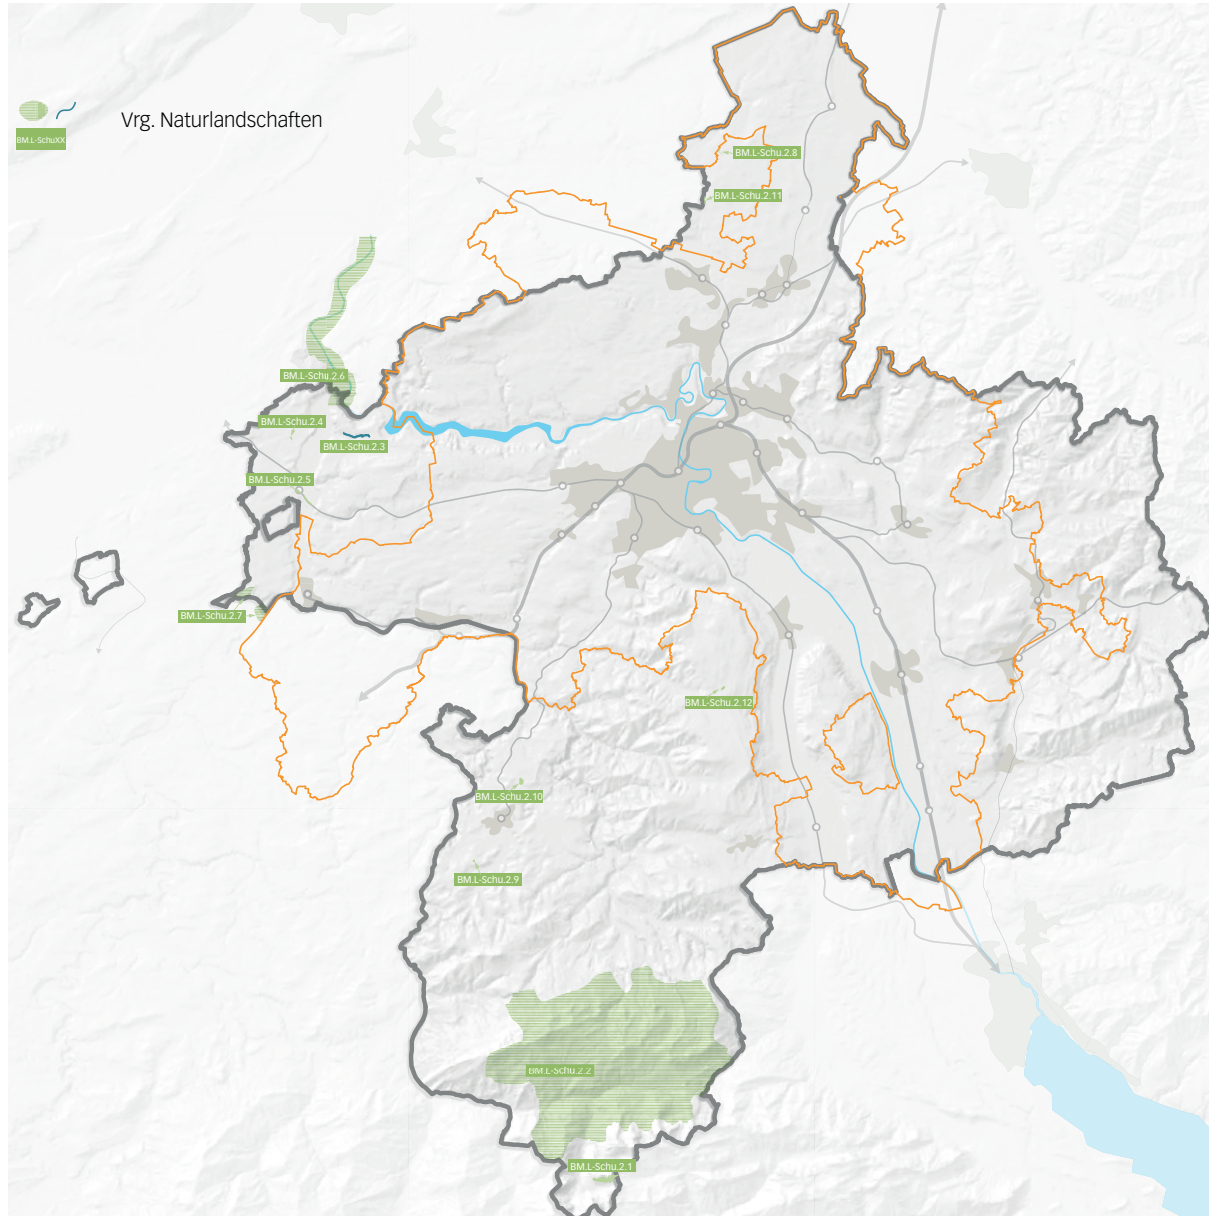 Vrg. Naturlandschaften
BM.L-SchuXX
BM.L-Schu.2.8
BM.L-Schu.2.11
BM.L-Schu.2.6
BM.L-Schu.2.4
BM.L-Schu.2.3
BM.L-Schu.2.5
BM.L-Schu.2.7
BM.L-Schu.2.12
BM.L-Schu.2.10
BM.L-Schu.2.9
BM.L-Schu.2.2
BM.L-Schu.2.1